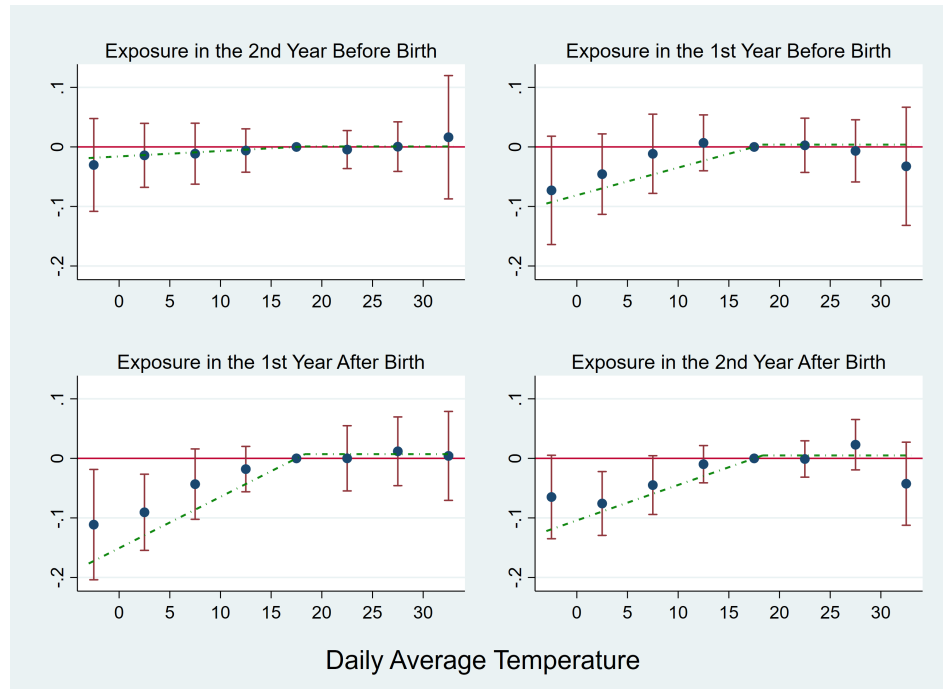 Exposure in the 2nd Year Before Birth
.1
0
-.1
-.2
0 5 10 15 20 25 30
Exposure in the 1st Year Before Birth
.1
0
-.1
-.2
0 5 10 15 20 25 30
Exposure in the 1st Year After Birth
.1
0
-.1
-.2
0 5 10 15 20 25 30
Exposure in the 2nd Year After Birth
.1
0
-.1
-.2
0 5 10 15 20 25 30
Daily Average Temperature